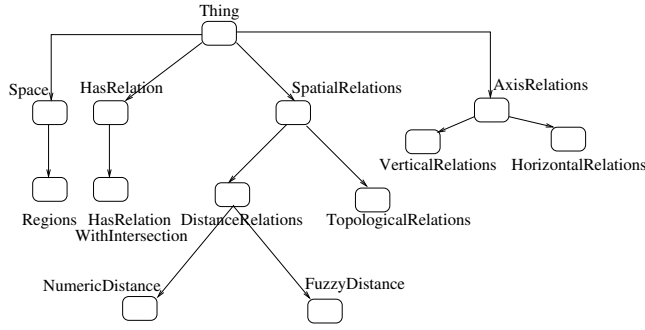 Thing
Space
HasRelation
SpatialRelations
AxisRelations
VerticalRelations
HorizontalRelations
Regions
HasRelation
WithIntersection
DistanceRelations
TopologicalRelations
NumericDistance
FuzzyDistance